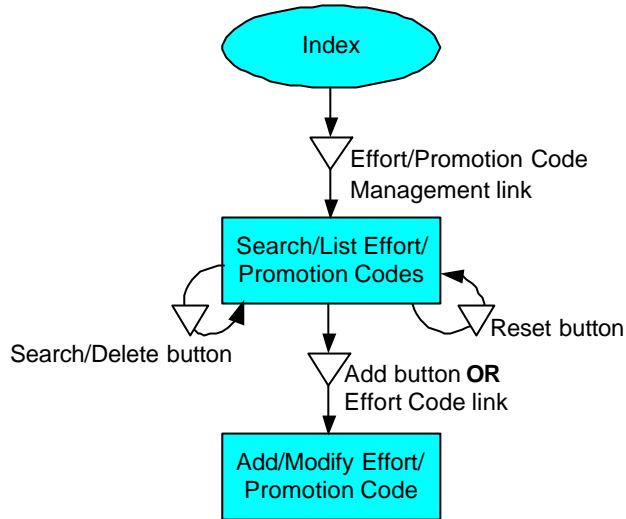 Index
Effort/Promotion Code
Management link
Search/List Effort/
Promotion Codes
Search/Delete button
Reset button
Add button OR
Effort Code link
Add/Modify Effort/
Promotion Code